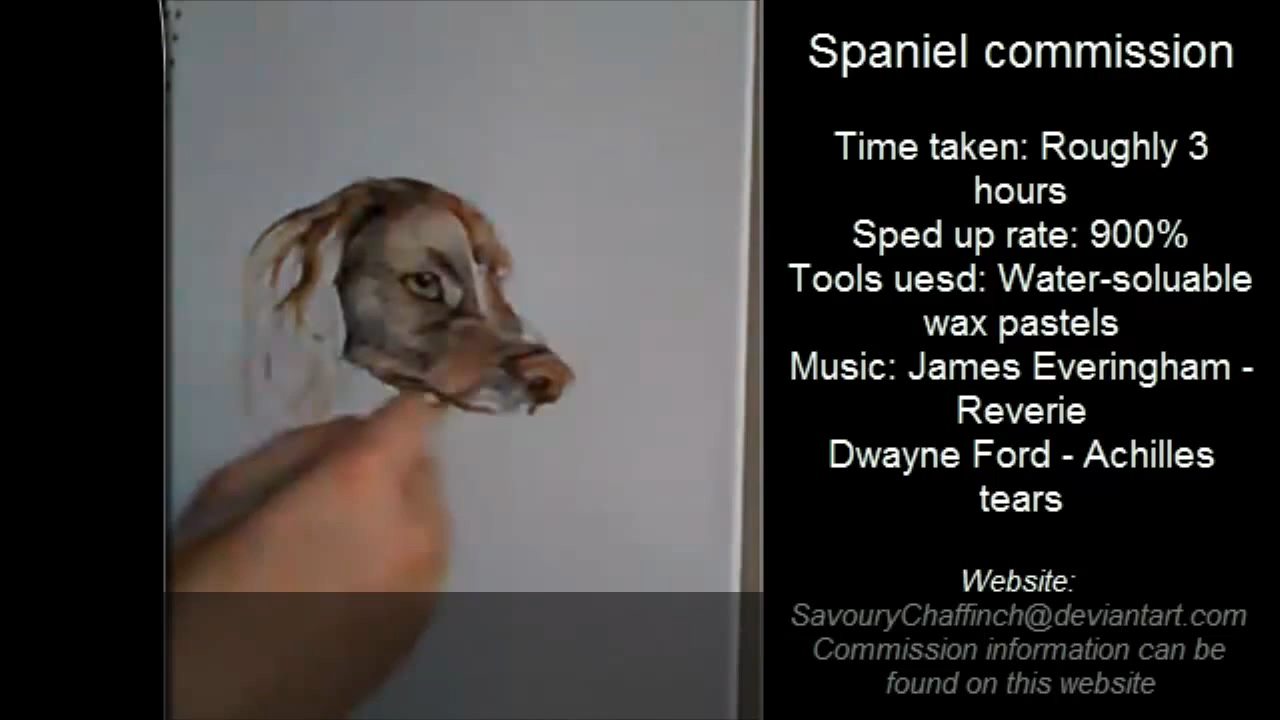 Spaniel commission
Time taken: Roughly 3
hours
Sped up rate: 900%
Tools uesd: Water-soluable
wax pastels
Music: James Everingham -
Reverie
Dwayne Ford - Achilles
tears
Website:
SavouryChaffinch@deviantart.com
Commission information can be
found on this website